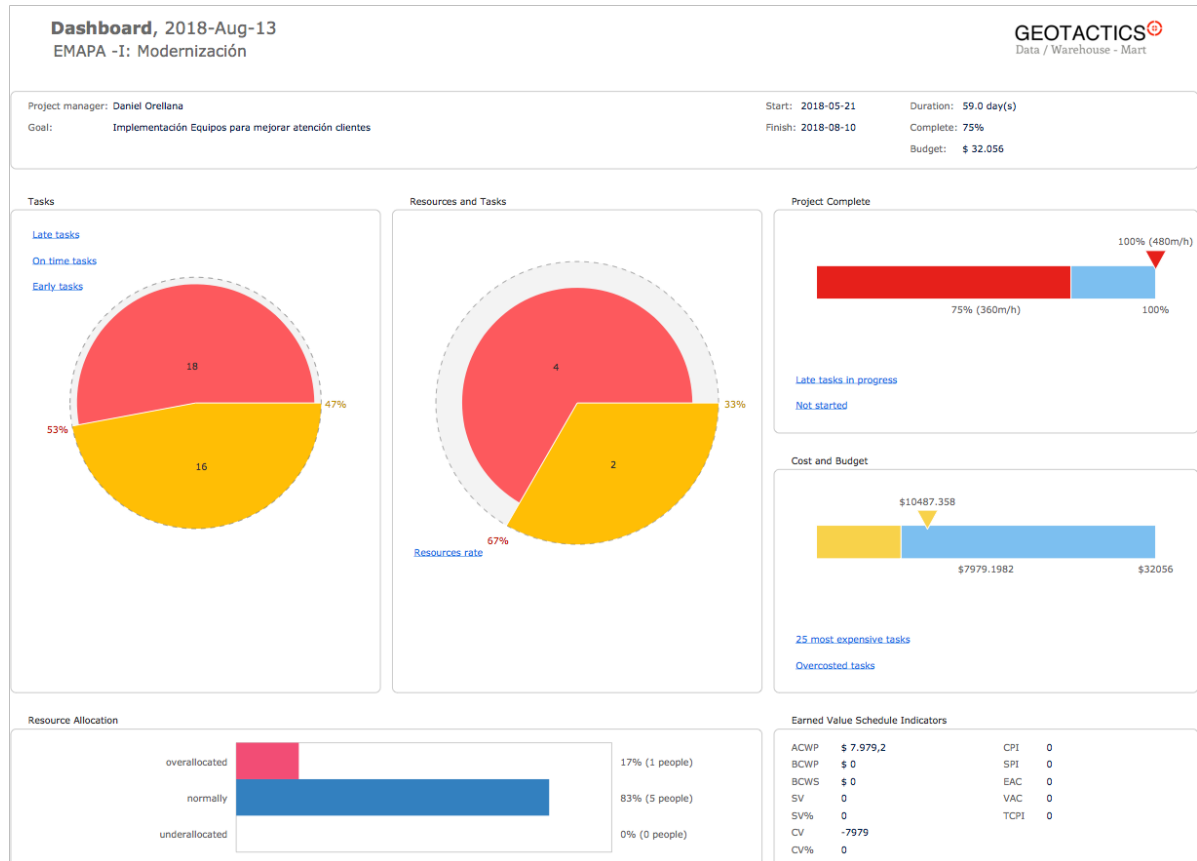 Dashboard, 2018-Aug-13
EMAPA -I: Modernización
GEOTACTICS
Data / Warehouse - Mart
Project manager: Daniel Orellana
Goal: Implementación Equipos para mejorar atención clientes
Start: 2018-05-21
Finish: 2018-08-10
Duration: 59.0 day(s)
Complete: 75%
Budget: $ 32.056
Tasks
Late tasks
On time tasks
Early tasks
18
47%
53%
16
Resources and Tasks
4
33%
2
67%
Resources rate
Project Complete
100% (480m/h)
75% (360m/h)
100%
Late tasks in progress
Not started
Cost and Budget
$10487.358
$7979.1982
$32056
25 most expensive tasks
Overcosted tasks
Resource Allocation
overallocated 17% (1 people)
normally 83% (5 people)
underallocated 0% (0 people)
Earned Value Schedule Indicators
ACWP $ 7.979,2
BCWP $ 0
BCWS $ 0
SV 0
SV% 0
CV -7979
CV% 0
CPI 0
SPI 0
EAC 0
VAC 0
TCPI 0